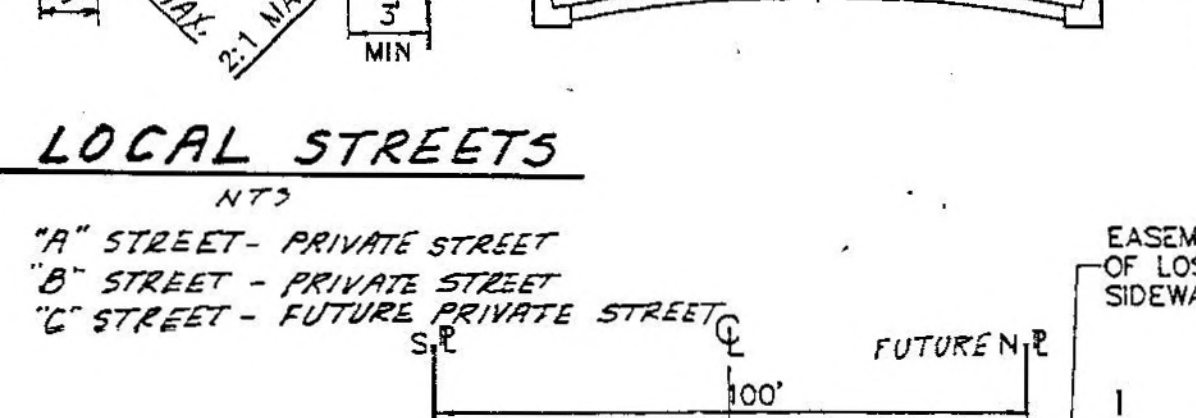 MAX.
2:1 MA
3'
MIN
LOCAL STREETS
NTS
"A" STREET - PRIVATE STREET
"B" STREET - PRIVATE STREET
"C" STREET - FUTURE PRIVATE STREET
EASEM
OF LOS
SIDEWA
S. ⅊
℄
FUTURE N. ⅊
100'
1